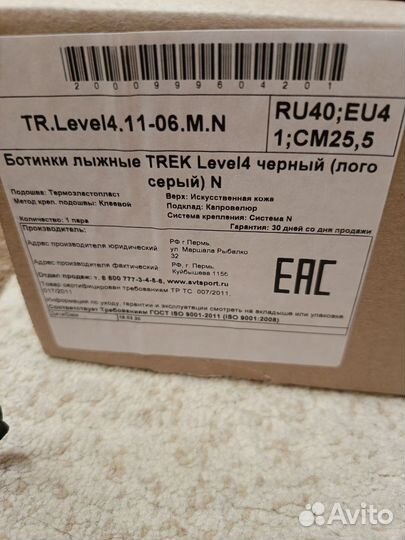 2000999604201
TR.Level4.11-06.M.N
RU40;EU4
1;CM25,5
Ботинки лыжные TREK Level4 черный (лого
серый) N
Подошва: Термоэластопласт
Метод креп. подошвы: Клеевой
Верх: Искусственная кожа
Подклад: Капровелюр
Система крепления: Система N
Количество: 1 пара
Гарантия: 30 дней со дня продажи
Производитель:
Адрес производителя юридический
РФ г Пермь,
ул. Маршала Рыбалко
32
Адрес производителя фактический
РФ, г. Пермь,
Куйбышева 115б
Отдел продаж: т. 8 800 777-3-4-5-6, www.avtsport.ru
Товар сертифицирован требованиям ТР ТС 007/2011,
017/2011
Информация по уходу, гарантии и эксплуатации смотреть на вкладыше или упаковке
Соответствует Требованиям ГОСТ ISO 9001-2011 (ISO 9001:2008)
EAC
Avito